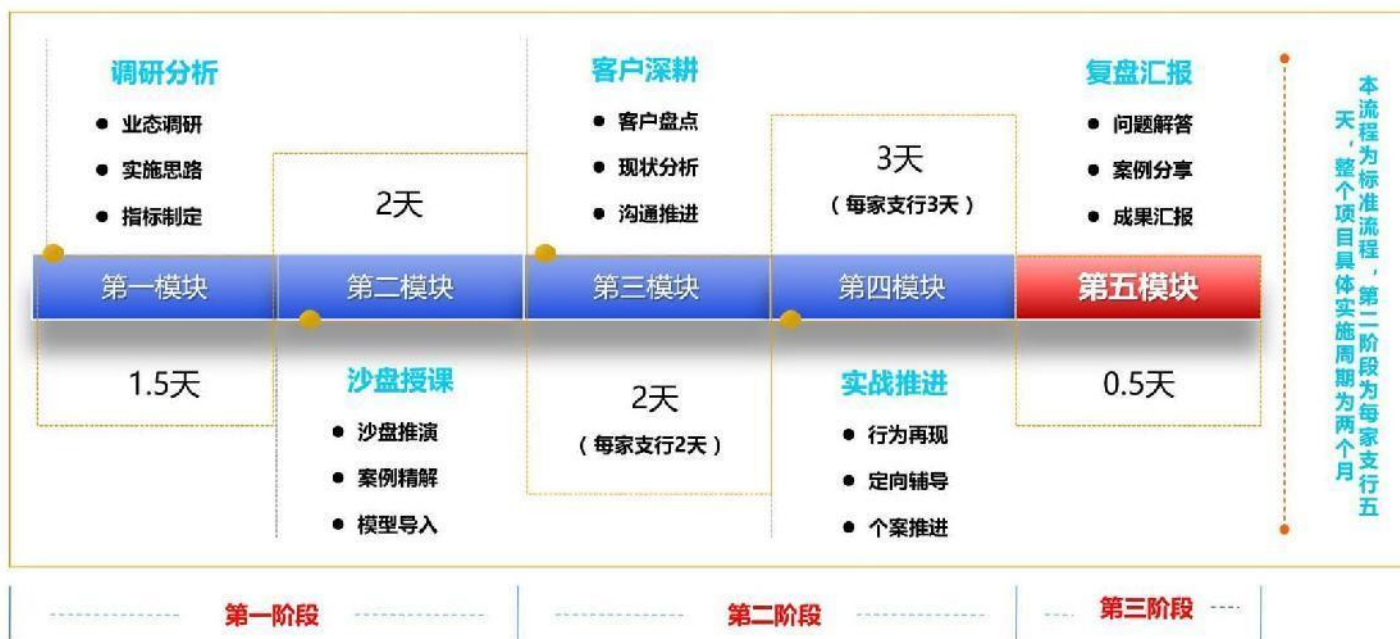 调研分析
● 业态调研
● 实施思路
● 指标制定
2天
客户深耕
● 客户盘点
● 现状分析
● 沟通推进
3天
（每家支行3天）
复盘汇报
● 问题解答
● 案例分享
● 成果汇报
第一模块
第二模块
第三模块
第四模块
第五模块
1.5天
沙盘授课
● 沙盘推演
● 案例精解
● 模型导入
2天
（每家支行2天）
实战推进
● 行为再现
● 定向辅导
● 个案推进
0.5天
本流程为标准流程，第二阶段为每家支行五
天，整个项目具体实施周期为两个月
第一阶段
第二阶段
第三阶段